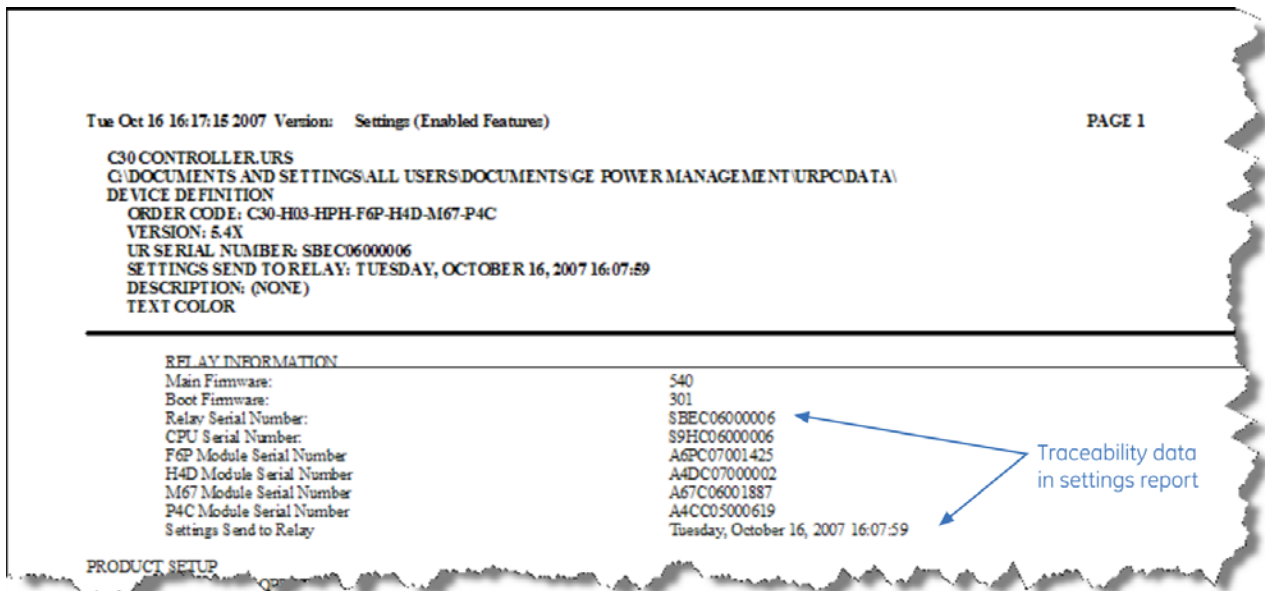 Tue Oct 16 16:17:15 2007 Version: Settings (Enabled Features) PAGE 1
C30 CONTROLLER.URS
C:\DOCUMENTS AND SETTINGS\ALL USERS\DOCUMENTS\GE POWER MANAGEMENT\URPC\DATA\
DEVICE DEFINITION
ORDER CODE: C30-H03-HPH-F6P-H4D-M67-P4C
VERSION: 5.4X
UR SERIAL NUMBER: SBEC06000006
SETTINGS SEND TO RELAY: TUESDAY, OCTOBER 16, 2007 16:07:59
DESCRIPTION: (NONE)
TEXT COLOR
RELAY INFORMATION
Main Firmware: 540
Boot Firmware: 301
Relay Serial Number: SBEC06000006
CPU Serial Number: S9HC06000006
F6P Module Serial Number A6PC07001425
H4D Module Serial Number A4DC07000002
M67 Module Serial Number A67C06001887
P4C Module Serial Number A4CC05000619
Settings Send to Relay Tuesday, October 16, 2007 16:07:59
Traceability data
in settings report
PRODUCT SETUP